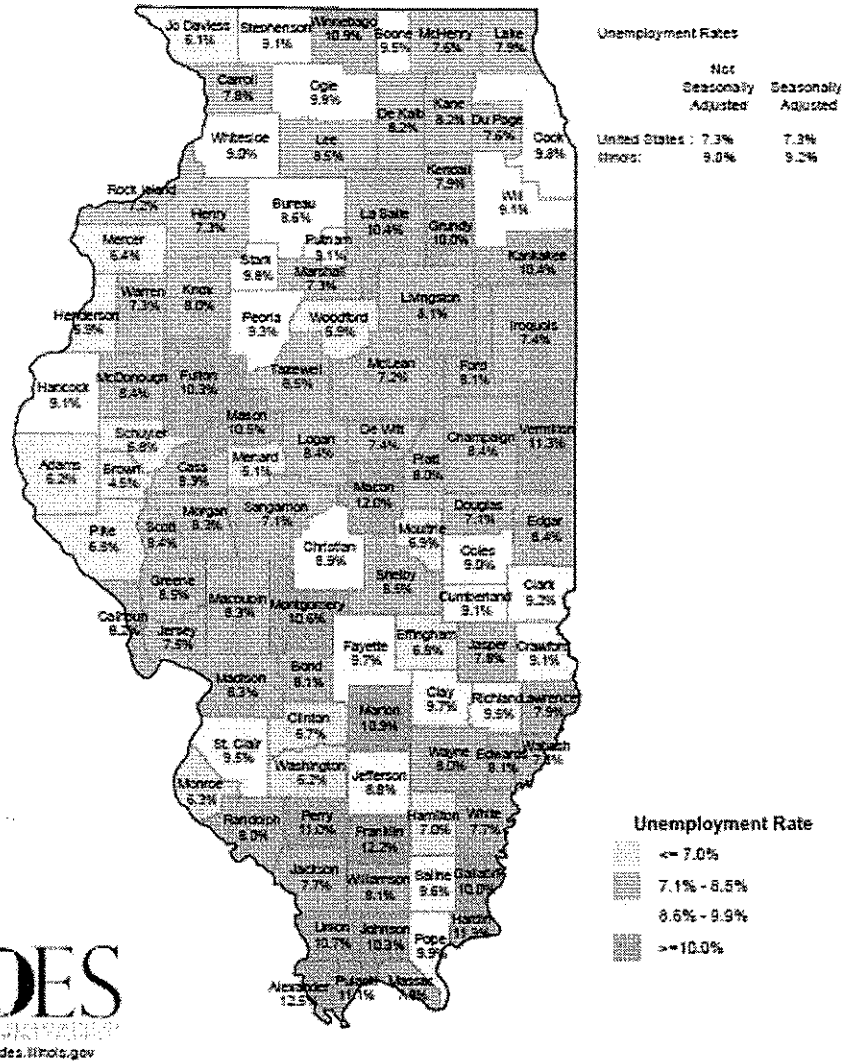 Unemployment Rates
Not Seasonally Adjusted
Seasonally Adjusted
United States : 7.3% 7.3%
Illinois: 9.0% 9.2%
Jo Daviess
6.1%
Stephenson
9.1%
Winnebago
10.9%
Boone
9.5%
McHenry
7.6%
Lake
7.9%
Carroll
7.8%
Ogle
9.9%
De Kalb
8.2%
Kane
8.2%
Du Page
7.6%
Cook
9.8%
Whiteside
9.0%
Lee
8.5%
Kendall
7.9%
Will
9.1%
Rock Island
7.2%
Henry
7.3%
Bureau
8.6%
La Salle
10.4%
Grundy
10.0%
Mercer
6.4%
Stark
9.8%
Putnam
9.1%
Marshall
7.3%
Kankakee
10.4%
Warren
7.3%
Knox
8.0%
Henderson
Peoria
9.3%
Woodford
6.9%
Livingston
8.1%
Iroquois
7.4%
Hancock
9.1%
McDonough
8.4%
Fulton
10.3%
Tazewell
8.5%
McLean
7.2%
Ford
8.1%
Mason
10.5%
Schuyler
6.8%
Logan
8.4%
De Witt
7.4%
Champaign
8.4%
Vermilion
11.3%
Adams
6.2%
Brown
4.5%
Cass
8.3%
Menard
Piatt
8.0%
Macon
12.0%
Pike
Scott
8.4%
Morgan
8.3%
Sangamon
7.1%
Christian
8.9%
Moultrie
6.9%
Douglas
7.1%
Edgar
8.4%
Coles
9.0%
Greene
8.5%
Macoupin
8.3%
Montgomery
10.6%
Shelby
8.5%
Cumberland
9.1%
Clark
9.2%
Calhoun
8.2%
Jersey
7.5%
Fayette
9.7%
Effingham
6.8%
Jasper
7.8%
Crawford
9.1%
Madison
8.3%
Bond
8.1%
Clay
9.7%
Richland
9.5%
Lawrence
7.9%
Clinton
6.7%
Marion
10.9%
St. Clair
9.5%
Washington
6.2%
Jefferson
8.8%
Wayne
8.0%
Edwards
8.1%
Wabash
Monroe
6.3%
Randolph
8.0%
Perry
11.0%
Franklin
12.2%
Hamilton
7.0%
White
7.7%
Jackson
7.7%
Williamson
8.1%
Saline
9.6%
Gallatin
10.0%
Union
10.7%
Johnson
10.3%
Pope
9.9%
Hardin
11.3%
Alexander
12.5
Pulaski
11.1%
Massac
7.8%
Unemployment Rate
<= 7.0%
7.1% - 8.5%
8.6% - 9.9%
>=10.0%
DES
des.illinois.gov